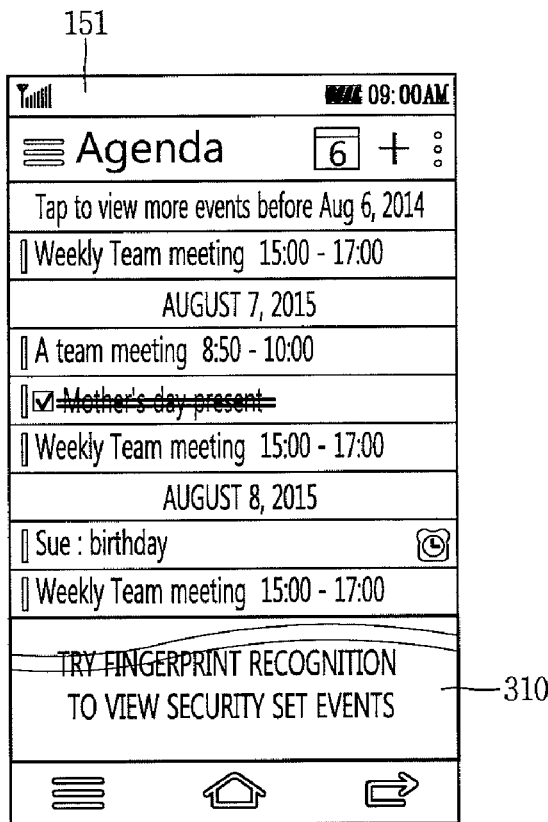 151
09:00AM
Agenda 6
Tap to view more events before Aug 6, 2014
Weekly Team meeting 15:00 - 17:00
AUGUST 7, 2015
A team meeting 8:50 - 10:00
Mother's day present
Weekly Team meeting 15:00 - 17:00
AUGUST 8, 2015
Sue : birthday
Weekly Team meeting 15:00 - 17:00
TRY FINGERPRINT RECOGNITION
TO VIEW SECURITY SET EVENTS
310